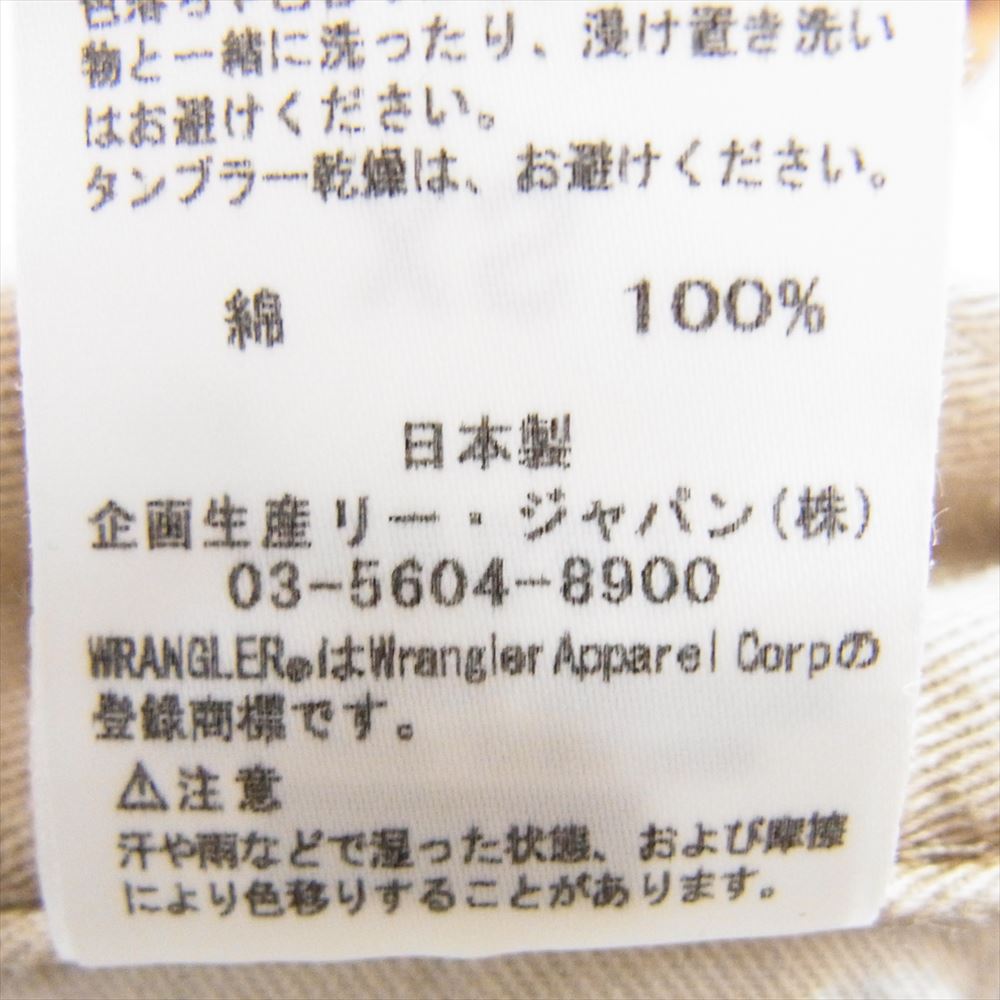 物と一緒に洗ったり、浸け置き洗い
はお避けください。
タンブラー乾燥は、お避けください。
綿 100%
日本製
企画生産リー・ジャパン(株)
03-5604-8900
WRANGLER®はWrangler Apparel Corpの
登録商標です。
⚠注意
汗や雨などで湿った状態、および摩擦
により色移りすることがあります。